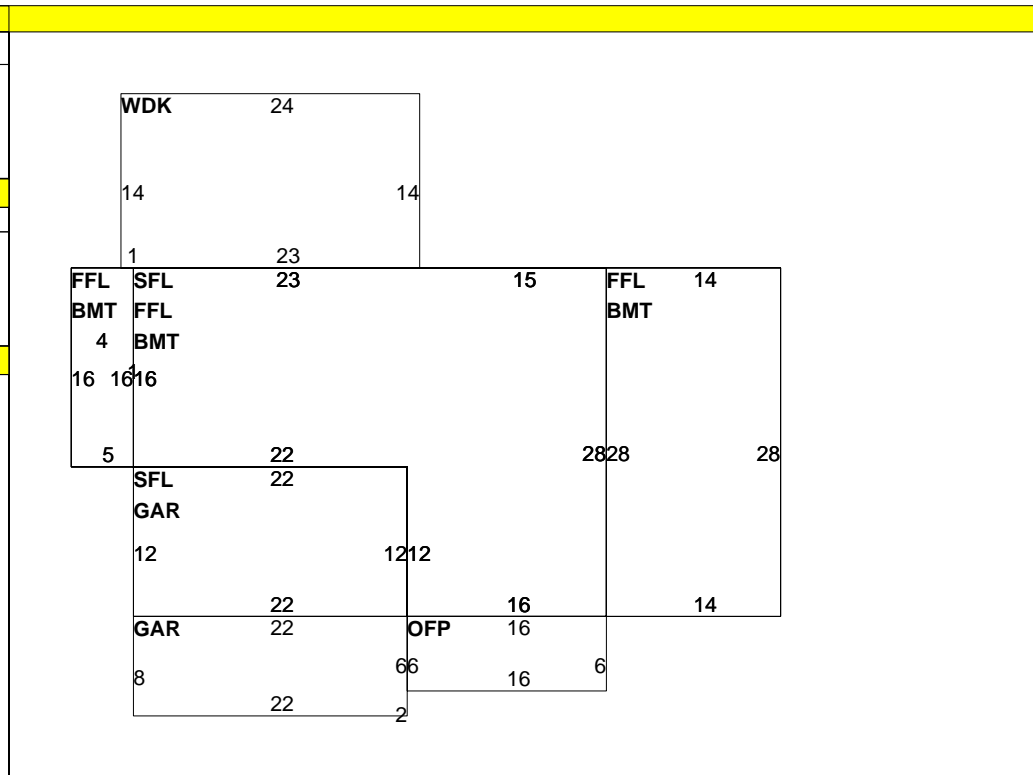 WDK 24
14 14
1 23
FFL SFL 23 15 FFL 14
BMT FFL BMT
4 BMT
1
16 16 16
5 22 28 28 28
SFL 22
GAR
12 12 12
22 16 14
GAR 22 OFP 16
8 6 6 16 6
22 2